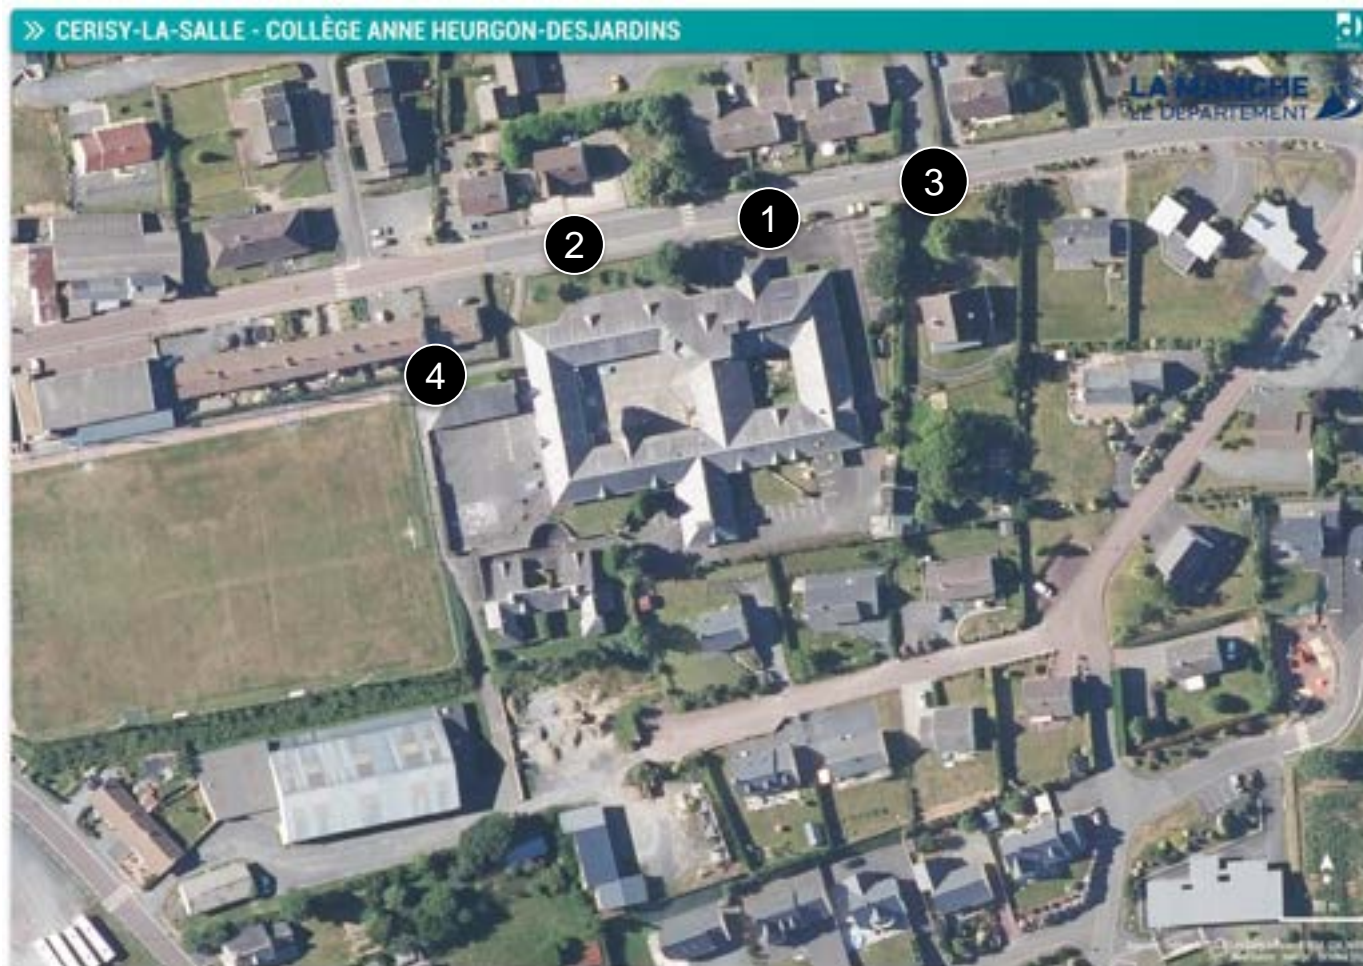 >> CERISY-LA-SALLE - COLLÈGE ANNE HEURGON-DESJARDINS
LA MANCHE
LE DÉPARTEMENT
3
1
2
4